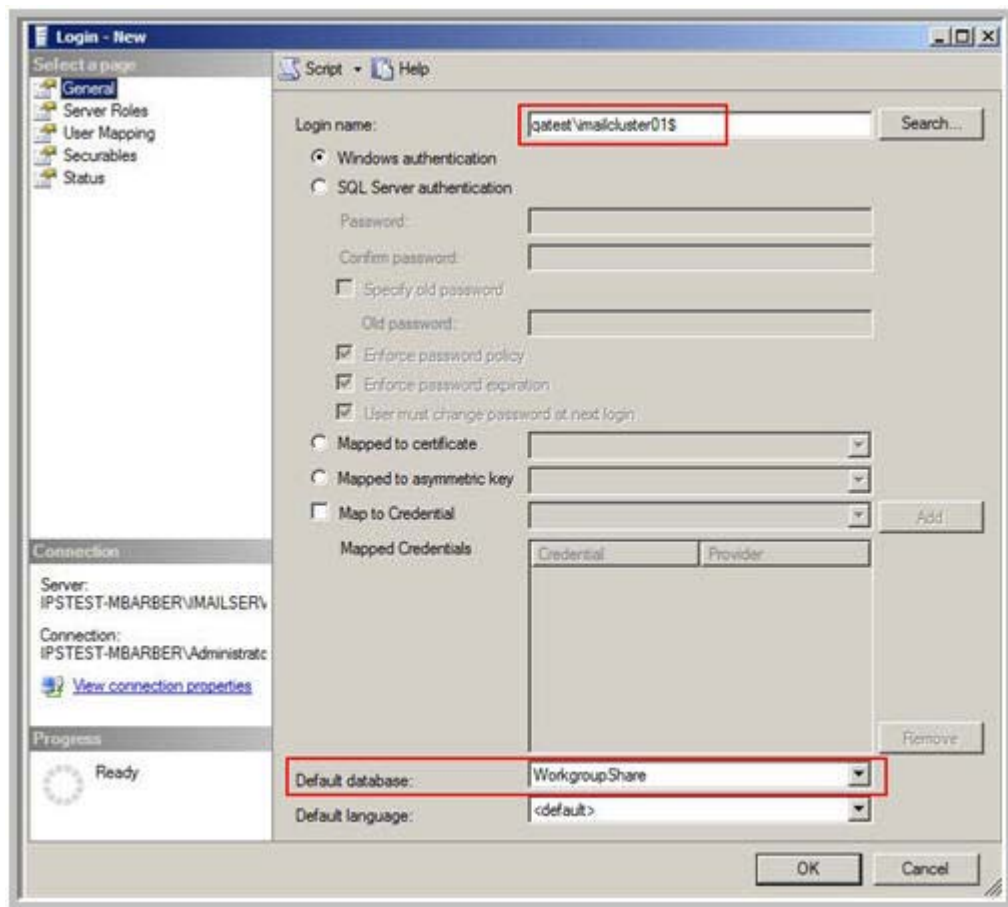 Login - New
Select a page
General
Server Roles
User Mapping
Securables
Status
Script Help
Login name: qatest\imailcluster01$ Search...
Windows authentication
SQL Server authentication
Password:
Confirm password:
Specify old password
Old password:
Enforce password policy
Enforce password expiration
User must change password at next login
Mapped to certificate
Mapped to asymmetric key
Map to Credential Add
Mapped Credentials Credential Provider
Remove
Default database: WorkgroupShare
Default language: <default>
Connection
Server:
IPSTEST-MBARBER\IMAILSERV
Connection:
IPSTEST-MBARBER\Administrato
View connection properties
Progress
Ready
OK Cancel